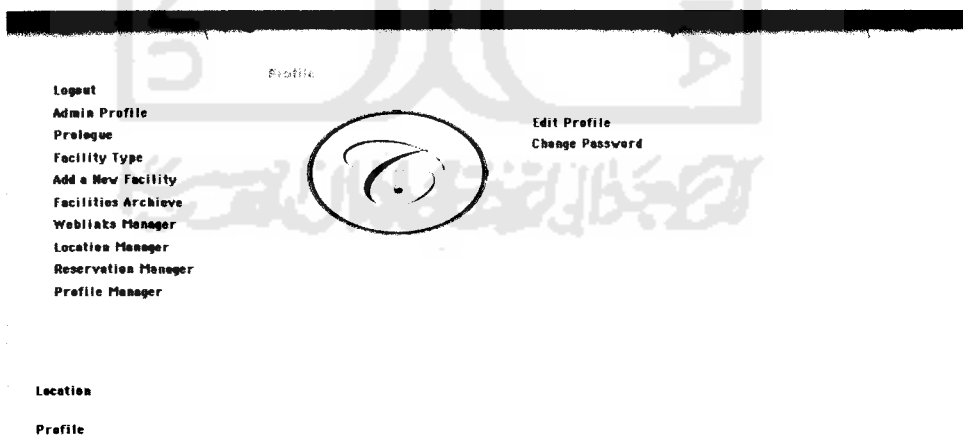 Profile
Logout
Admin Profile
Prologue
Facility Type
Add a New Facility
Facilities Archieve
Weblinks Manager
Location Manager
Reservation Manager
Profile Manager
Edit Profile
Change Password
Location
Profile